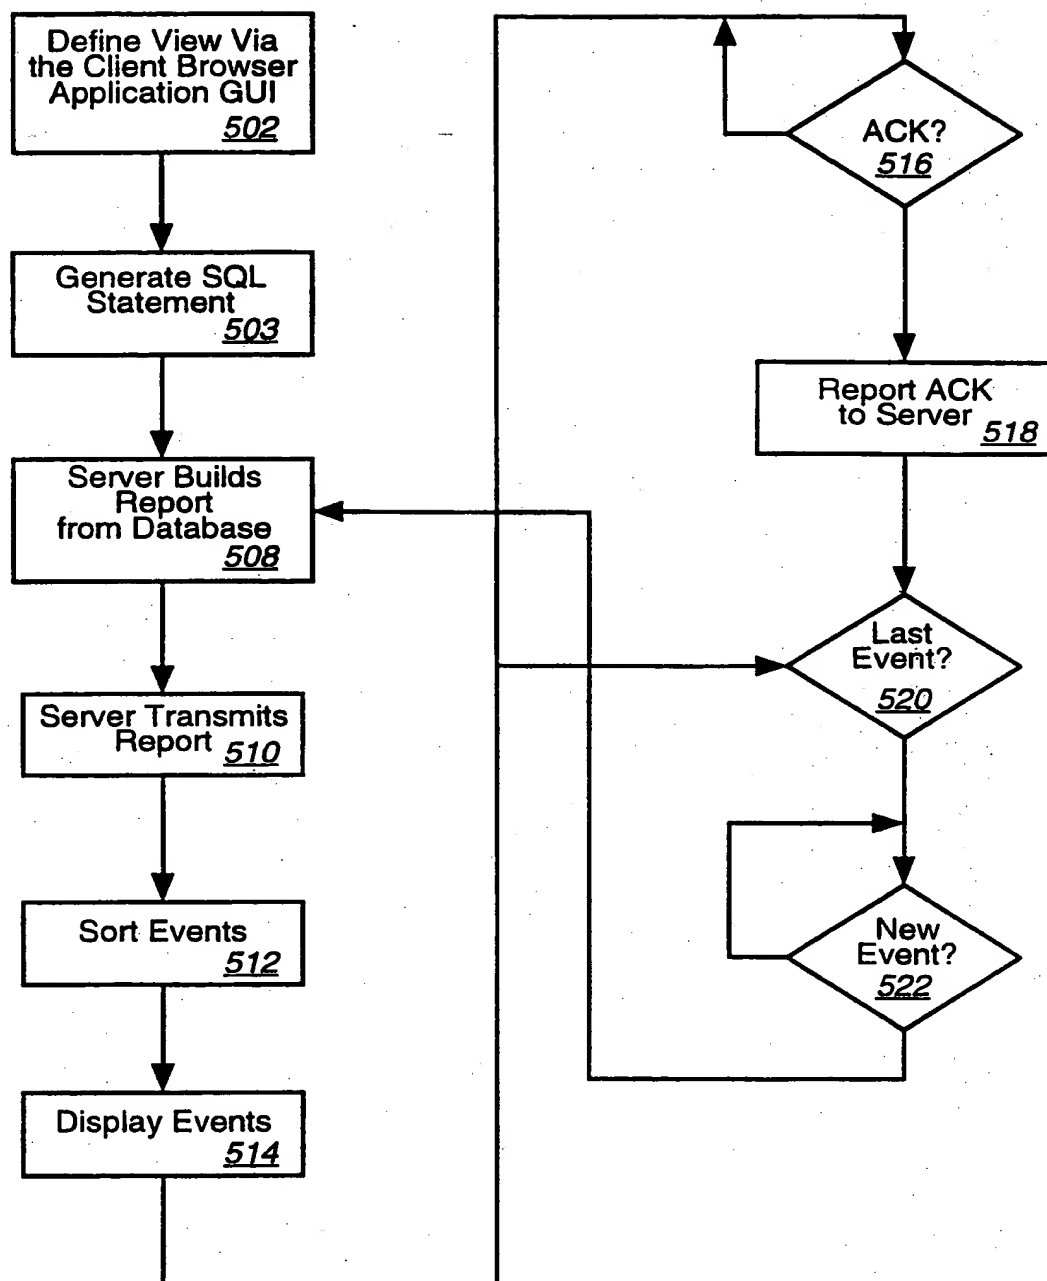 Define View Via
the Client Browser
Application GUI
502
Generate SQL
Statement
503
Server Builds
Report
from Database
508
Server Transmits
Report
510
Sort Events
512
Display Events
514
ACK?
516
Report ACK
to Server
518
Last
Event?
520
New
Event?
522